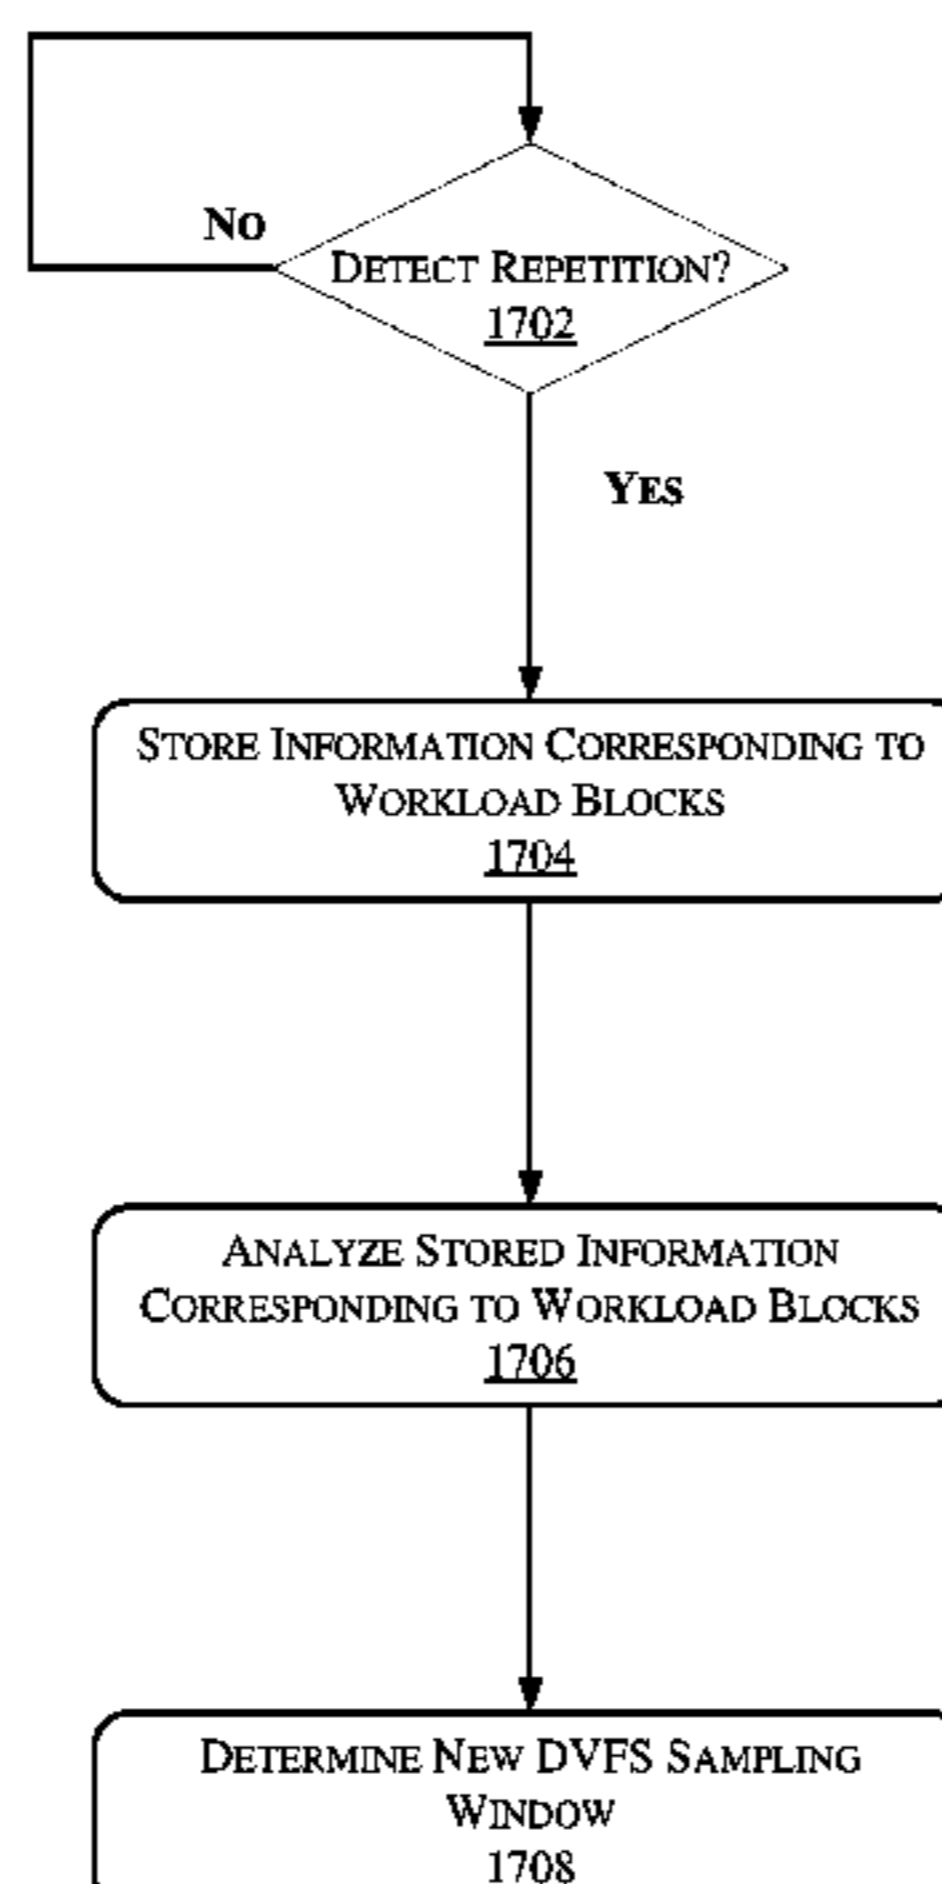 NO
DETECT REPETITION?
1702
YES
STORE INFORMATION CORRESPONDING TO
WORKLOAD BLOCKS
1704
ANALYZE STORED INFORMATION
CORRESPONDING TO WORKLOAD BLOCKS
1706
DETERMINE NEW DVFS SAMPLING
WINDOW
1708